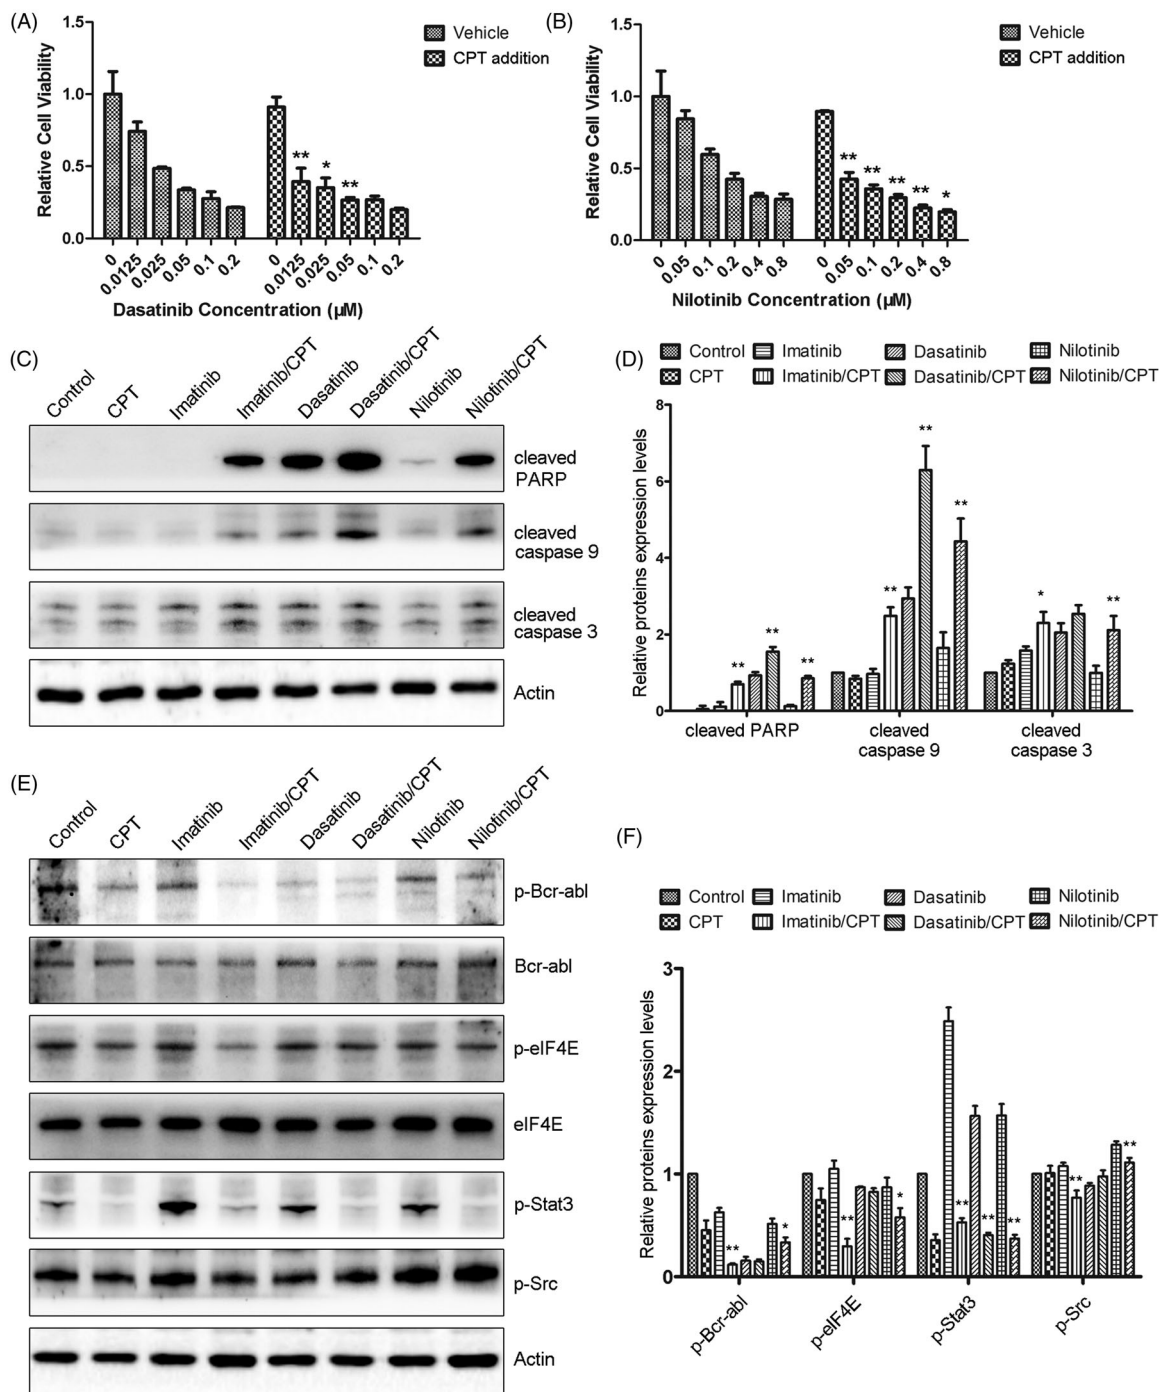 (A)
1.5
1.0
0.5
0.0
Relative Cell Viability
Vehicle
CPT addition
**
*
**
0 0.0125 0.025 0.05 0.1 0.2 0 0.0125 0.025 0.05 0.1 0.2
Dasatinib Concentration (µM)
(B)
1.5
1.0
0.5
0.0
Relative Cell Viability
Vehicle
CPT addition
** ** ** ** *
0 0.05 0.1 0.2 0.4 0.8 0 0.05 0.1 0.2 0.4 0.8
Nilotinib Concentration (µM)
(C)
Control CPT Imatinib Imatinib/CPT Dasatinib Dasatinib/CPT Nilotinib Nilotinib/CPT
cleaved
PARP
cleaved
caspase 9
cleaved
caspase 3
Actin
(D)
Control Imatinib Dasatinib Nilotinib
CPT Imatinib/CPT Dasatinib/CPT Nilotinib/CPT
8
6
4
2
0
Relative proteins expression levels
** ** ** ** ** ** * **
cleaved PARP
cleaved
caspase 9
cleaved
caspase 3
(E)
Control CPT Imatinib Imatinib/CPT Dasatinib Dasatinib/CPT Nilotinib Nilotinib/CPT
p-Bcr-abl
Bcr-abl
p-eIF4E
eIF4E
p-Stat3
p-Src
Actin
(F)
Control Imatinib Dasatinib Nilotinib
CPT Imatinib/CPT Dasatinib/CPT Nilotinib/CPT
3
2
1
0
Relative proteins expression levels
** * ** * ** ** ** ** **
p-Bcr-abl p-eIF4E p-Stat3 p-Src